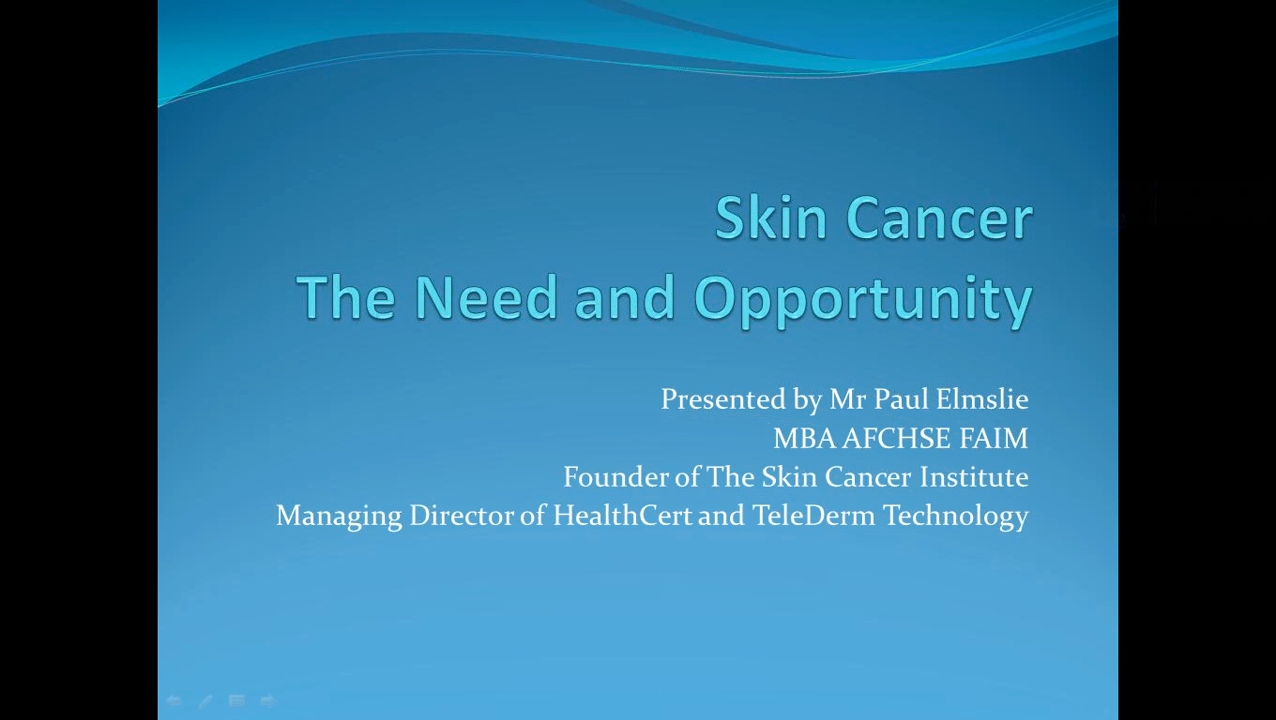 Skin Cancer
The Need and Opportunity
Presented by Mr Paul Elmslie
MBA AFCHSE FAIM
Founder of The Skin Cancer Institute
Managing Director of HealthCert and TeleDerm Technology